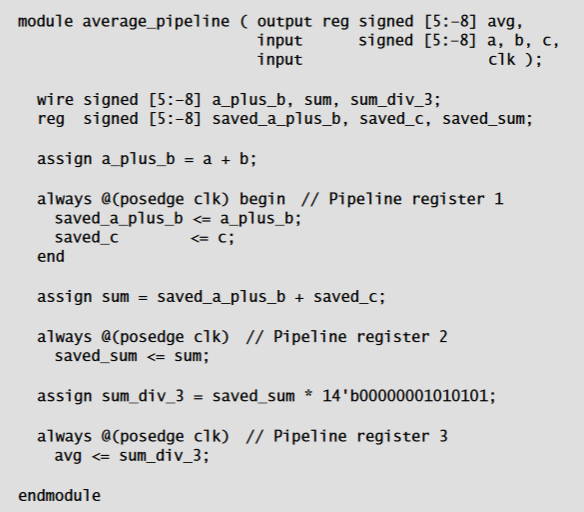 module average_pipeline ( output reg signed [5:-8] avg,
input signed [5:-8] a, b, c,
input clk );
wire signed [5:-8] a_plus_b, sum, sum_div_3;
reg signed [5:-8] saved_a_plus_b, saved_c, saved_sum;
assign a_plus_b = a + b;
always @(posedge clk) begin // Pipeline register 1
saved_a_plus_b <= a_plus_b;
saved_c <= c;
end
assign sum = saved_a_plus_b + saved_c;
always @(posedge clk) // Pipeline register 2
saved_sum <= sum;
assign sum_div_3 = saved_sum * 14'b00000001010101;
always @(posedge clk) // Pipeline register 3
avg <= sum_div_3;
endmodule